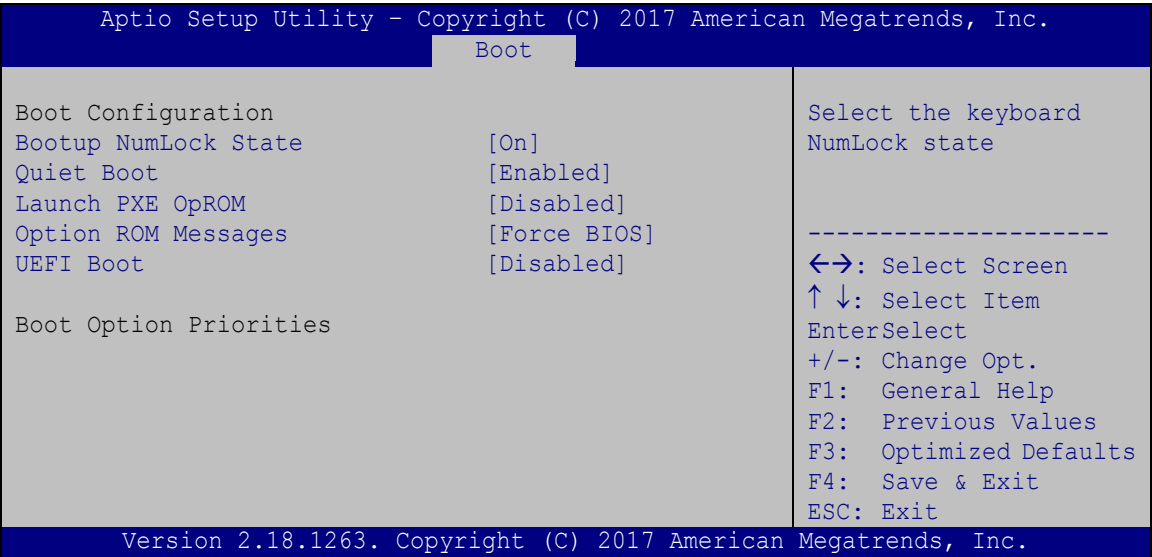 Aptio Setup Utility – Copyright (C) 2017 American Megatrends, Inc.
Boot
Boot Configuration
Bootup NumLock State [On]
Quiet Boot [Enabled]
Launch PXE OpROM [Disabled]
Option ROM Messages [Force BIOS]
UEFI Boot [Disabled]
Boot Option Priorities
Select the keyboard
NumLock state
---------------------
←→: Select Screen
↑ ↓: Select Item
EnterSelect
+/-: Change Opt.
F1: General Help
F2: Previous Values
F3: Optimized Defaults
F4: Save & Exit
ESC: Exit
Version 2.18.1263. Copyright (C) 2017 American Megatrends, Inc.